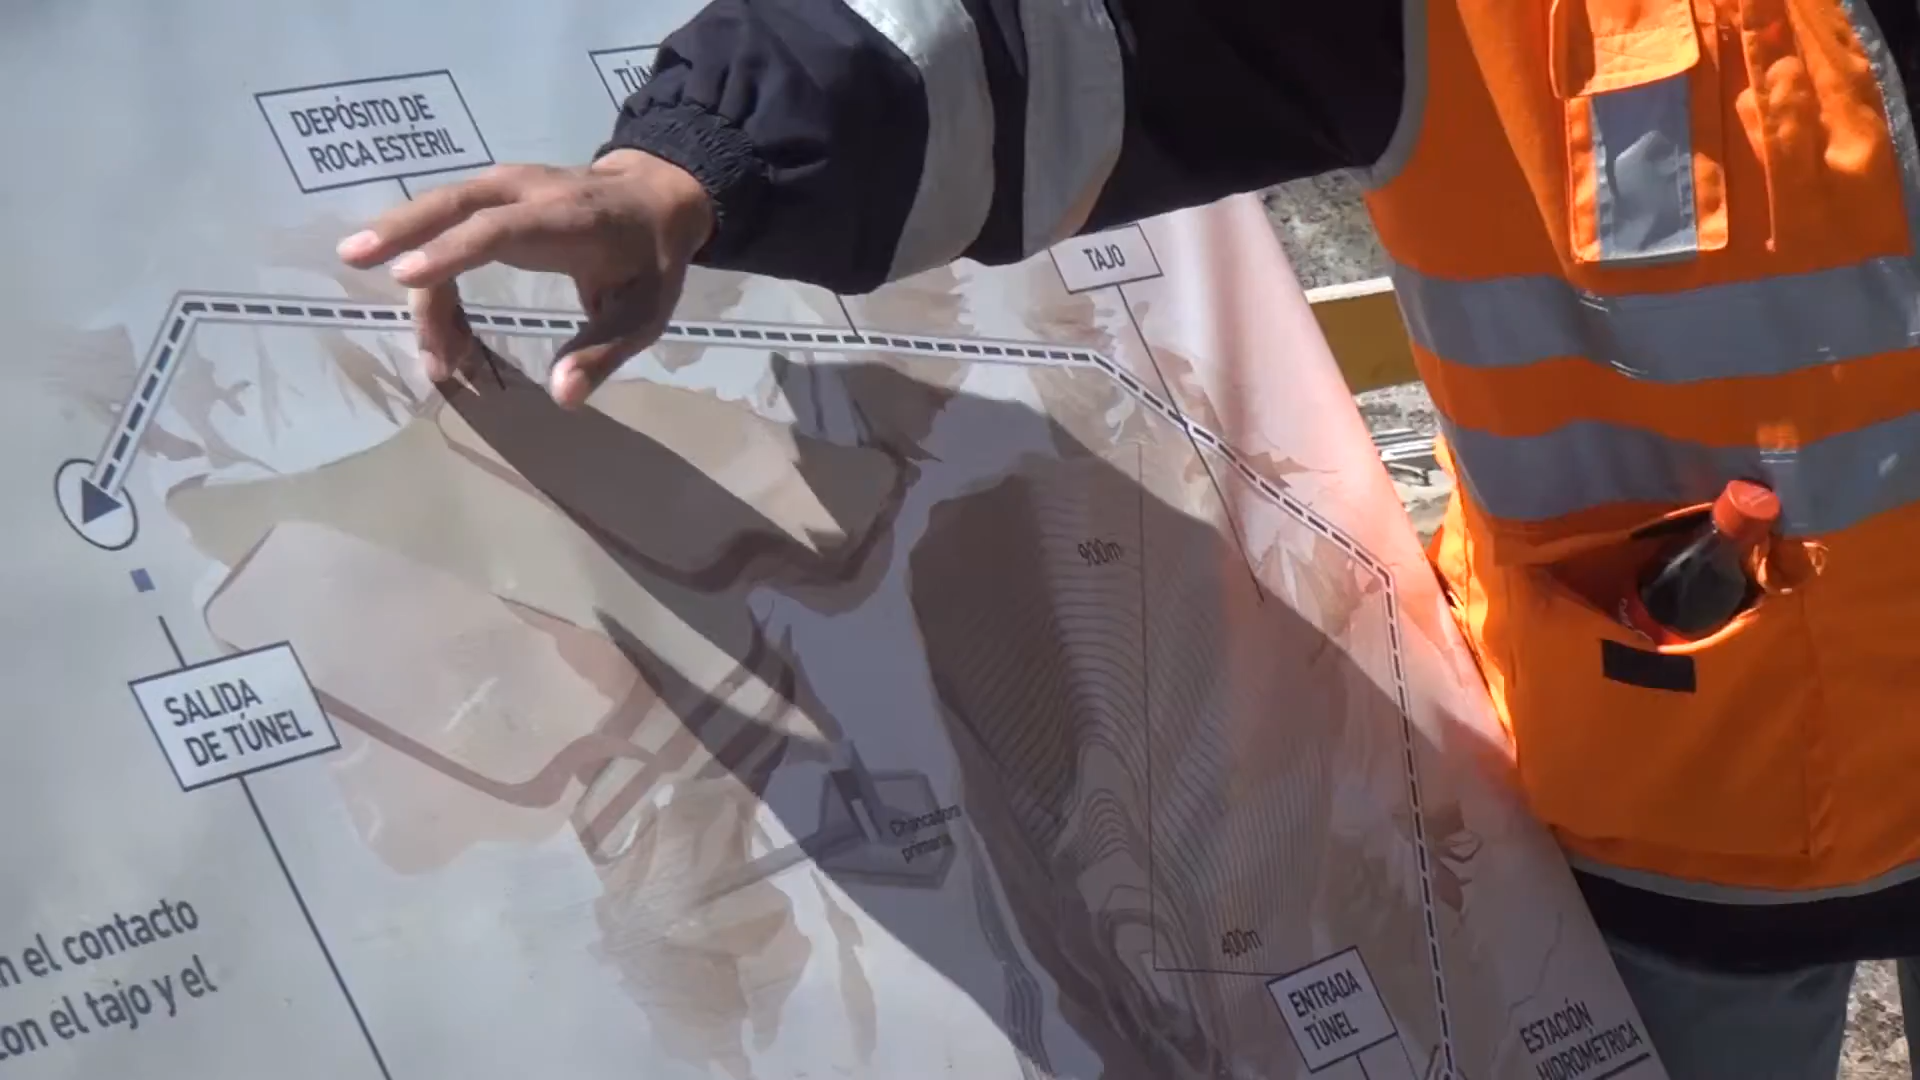 DEPÓSITO DE
ROCA ESTÉRIL
TAJO
900m
SALIDA
DE TÚNEL
Chancadora
primaria
el contacto
el tajo y el
400m
ENTRADA
TÚNEL
ESTACIÓN
HIDROMÉTRICA